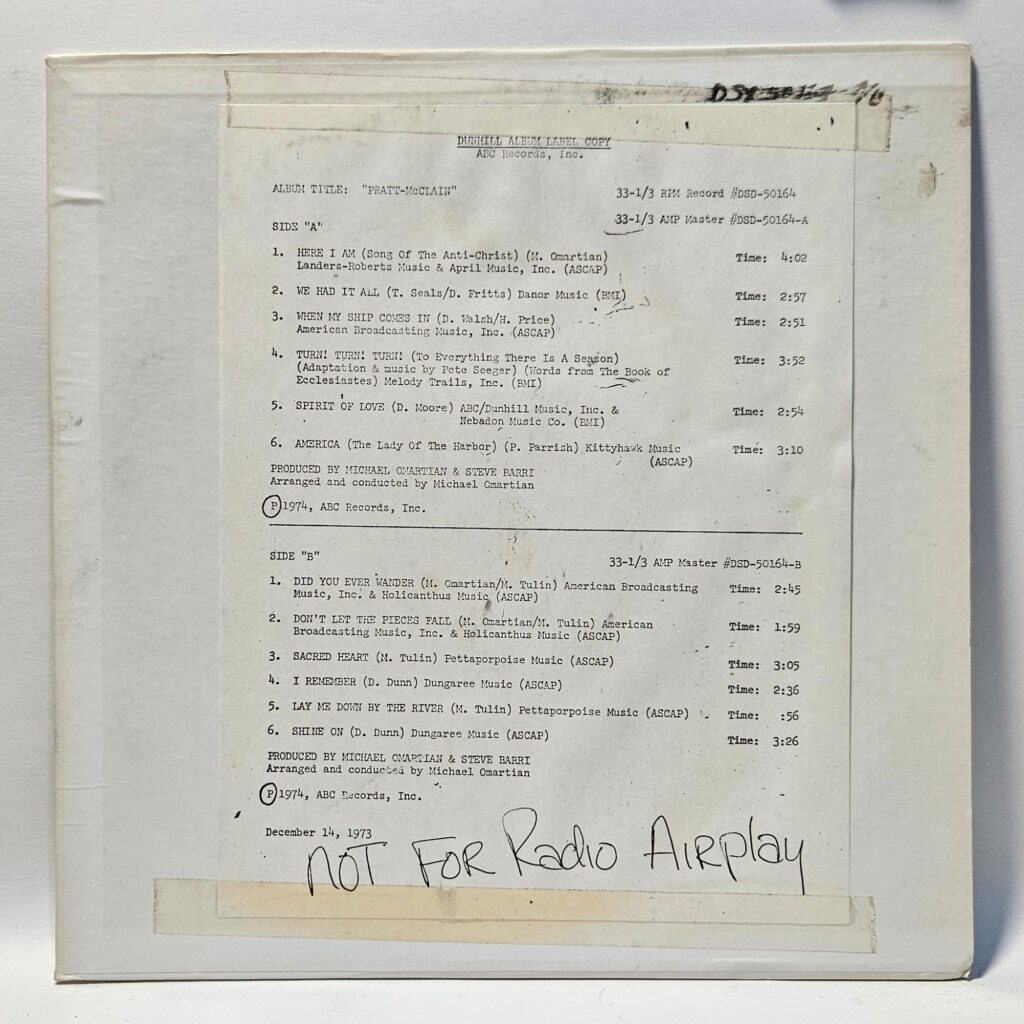 DUNHILL ALBUM LABEL COPY
ABC Records, Inc.
ALBUM TITLE: "PRATT-McCLAIN" 33-1/3 RPM Record #DSD-50164
33-1/3 AMP Master #DSD-50164-A
SIDE "A"
1. HERE I AM (Song Of The Anti-Christ) (M. Omartian) Time: 4:02
Landers-Roberts Music & April Music, Inc. (ASCAP)
2. WE HAD IT ALL (T. Seals/D. Fritts) Danor Music (BMI) Time: 2:57
3. WHEN MY SHIP COMES IN (D. Walsh/H. Price) Time: 2:51
American Broadcasting Music, Inc. (ASCAP)
4. TURN! TURN! TURN! (To Everything There Is A Season) Time: 3:52
(Adaptation & music by Pete Seeger) (Words from The Book of
Ecclesiastes) Melody Trails, Inc. (BMI)
5. SPIRIT OF LOVE (D. Moore) ABC/Dunhill Music, Inc. & Time: 2:54
Nebadon Music Co. (BMI)
6. AMERICA (The Lady Of The Harbor) (P. Parrish) Kittyhawk Music Time: 3:10
(ASCAP)
PRODUCED BY MICHAEL OMARTIAN & STEVE BARRI
Arranged and conducted by Michael Omartian
Ⓟ1974, ABC Records, Inc.
SIDE "B" 33-1/3 AMP Master #DSD-50164-B
1. DID YOU EVER WANDER (M. Omartian/M. Tulin) American Broadcasting Time: 2:45
Music, Inc. & Holicanthus Music (ASCAP)
2. DON'T LET THE PIECES FALL (M. Omartian/M. Tulin) American Time: 1:59
Broadcasting Music, Inc. & Holicanthus Music (ASCAP)
3. SACRED HEART (M. Tulin) Pettaporpoise Music (ASCAP) Time: 3:05
4. I REMEMBER (D. Dunn) Dungaree Music (ASCAP) Time: 2:36
5. LAY ME DOWN BY THE RIVER (M. Tulin) Pettaporpoise Music (ASCAP) Time: :56
6. SHINE ON (D. Dunn) Dungaree Music (ASCAP) Time: 3:26
PRODUCED BY MICHAEL OMARTIAN & STEVE BARRI
Arranged and conducted by Michael Omartian
Ⓟ1974, ABC Records, Inc.
December 14, 1973
NOT FOR Radio Airplay